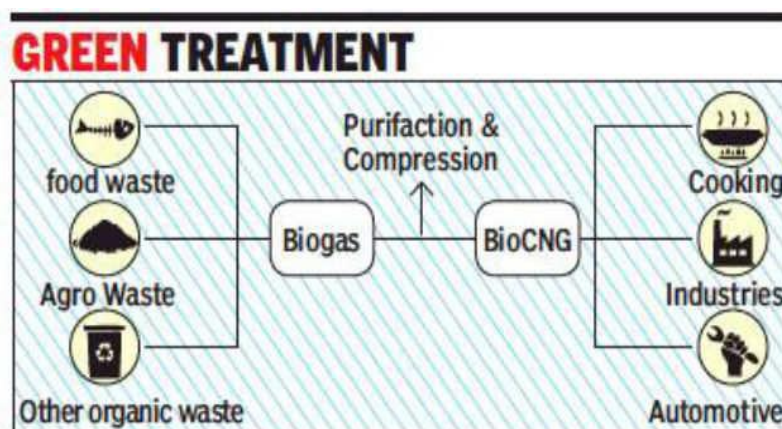 GREEN TREATMENT
food waste
Agro Waste
Other organic waste
Biogas
Purifaction &
Compression
BioCNG
Cooking
Industries
Automotive